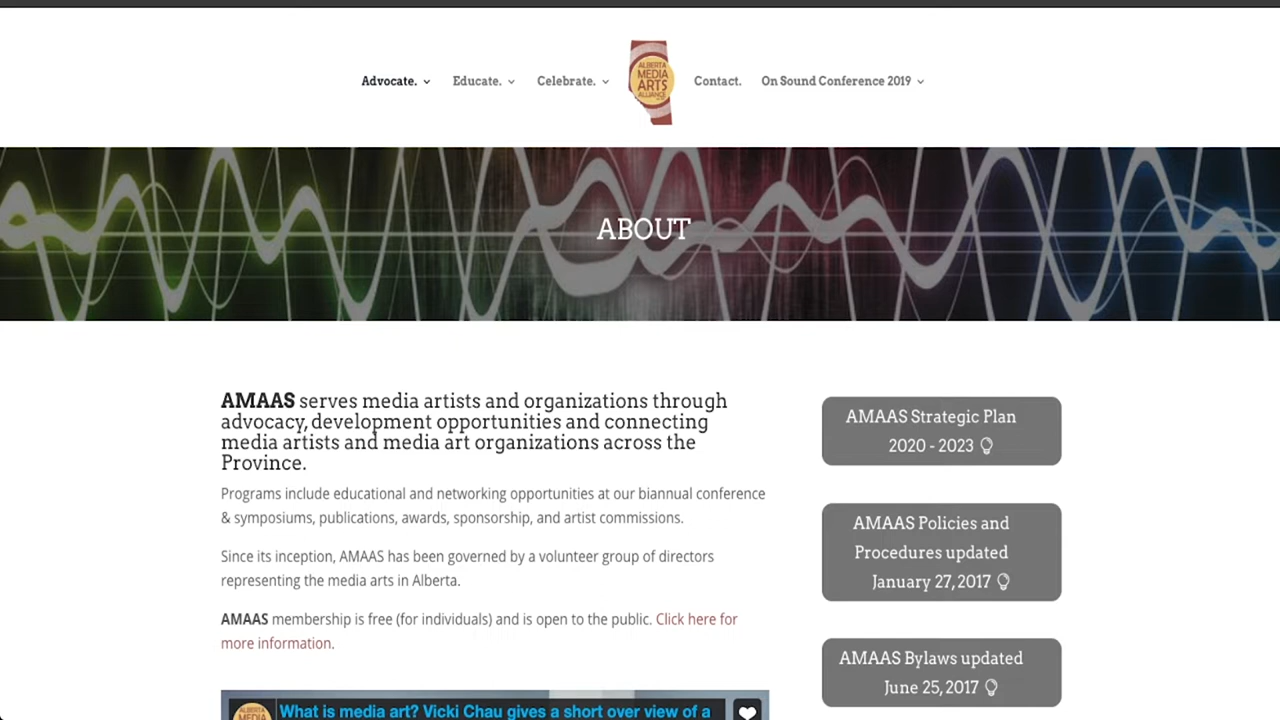 Advocate. Educate. Celebrate. Contact. On Sound Conference 2019
ALBERTA
MEDIA
ARTS
ALLIANCE
ABOUT
AMAAS serves media artists and organizations through
advocacy, development opportunities and connecting
media artists and media art organizations across the
Province.
Programs include educational and networking opportunities at our biannual conference
& symposiums, publications, awards, sponsorship, and artist commissions.
Since its inception, AMAAS has been governed by a volunteer group of directors
representing the media arts in Alberta.
AMAAS membership is free (for individuals) and is open to the public. Click here for
more information.
ALBERTA
MEDIA
What is media art? Vicki Chau gives a short over view of a
AMAAS Strategic Plan
2020 - 2023
AMAAS Policies and
Procedures updated
January 27, 2017
AMAAS Bylaws updated
June 25, 2017